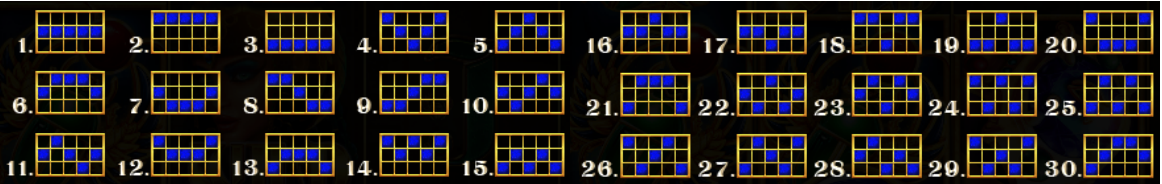 1. 2. 3. 4. 5. 16. 17. 18. 19. 20.
6. 7. 8. 9. 10. 21. 22. 23. 24. 25.
11. 12. 13. 14. 15. 26. 27. 28. 29. 30.